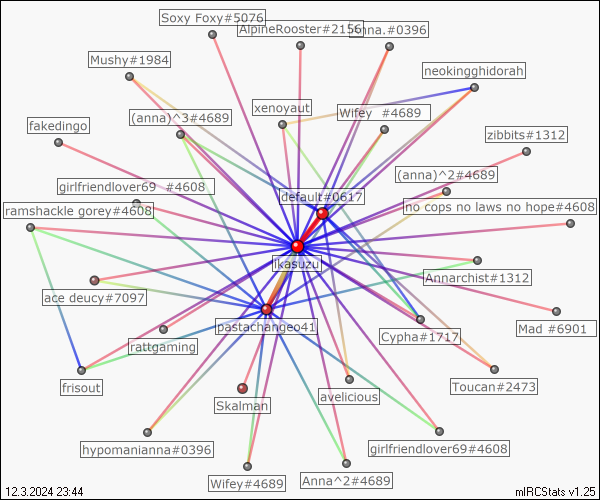 Soxy Foxy#5076
AlpineRooster#2156
nna.#0396
Mushy#1984
neokingghidorah
xenoyaut
Wifey #4689
(anna)^3#4689
fakedingo
zibbits#1312
(anna)^2#4689
girlfriendlover69 #4608
default#0617
ramshackle gorey#4608
no cops no laws no hope#4608
ikasuzu
Annarchist#1312
ace deucy#7097
pastachangeo41
Mad #6901
Cypha#1717
rattgaming
frisout
Toucan#2473
avelicious
Skalman
hypomanianna#0396
girlfriendlover69#4608
Wifey#4689
Anna^2#4689
12.3.2024 23:44
mIRCStats v1.25